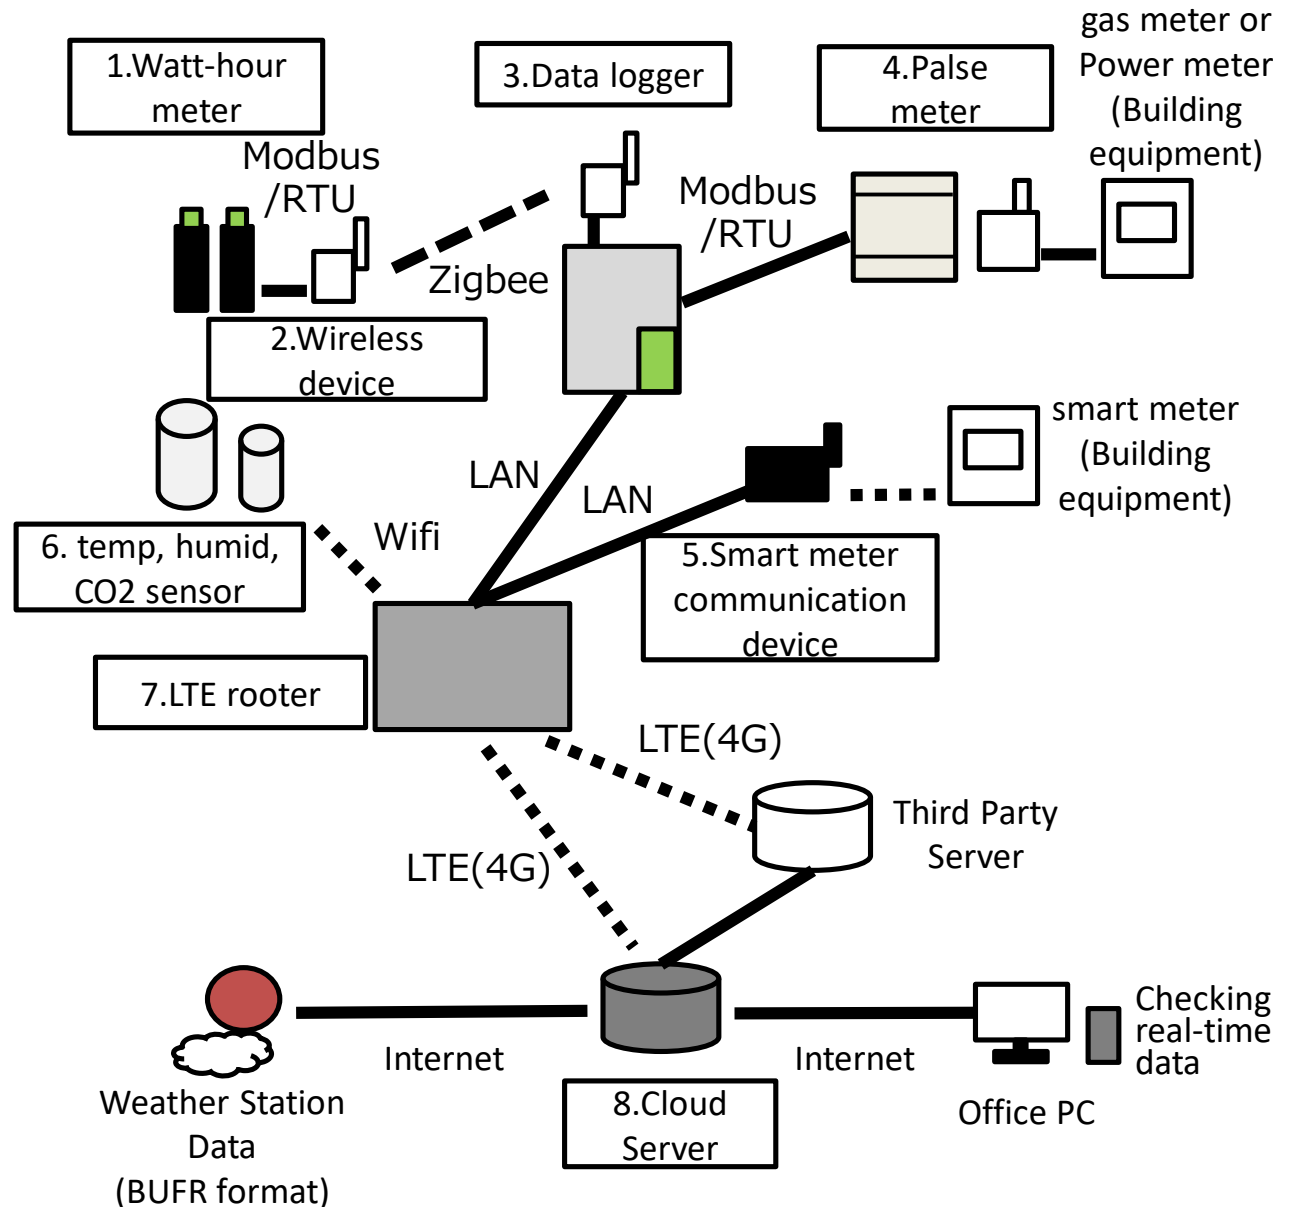 1.Watt-hour
meter
3.Data logger
4.Palse
meter
gas meter or
Power meter
(Building
equipment)
Modbus
/RTU
Zigbee
Modbus
/RTU
2.Wireless
device
smart meter
(Building
equipment)
LAN
LAN
Wifi
6. temp, humid,
CO2 sensor
5.Smart meter
communication
device
7.LTE rooter
LTE(4G)
Third Party
Server
LTE(4G)
Internet
Internet
Checking
real-time
data
Weather Station
Data
(BUFR format)
8.Cloud
Server
Office PC